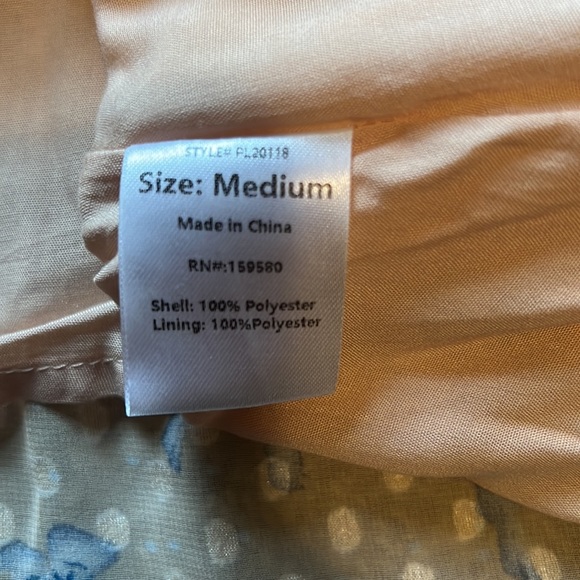 STYLE# PL20118
Size: Medium
Made in China
RN#:159580
Shell: 100% Polyester
Lining: 100%Polyester